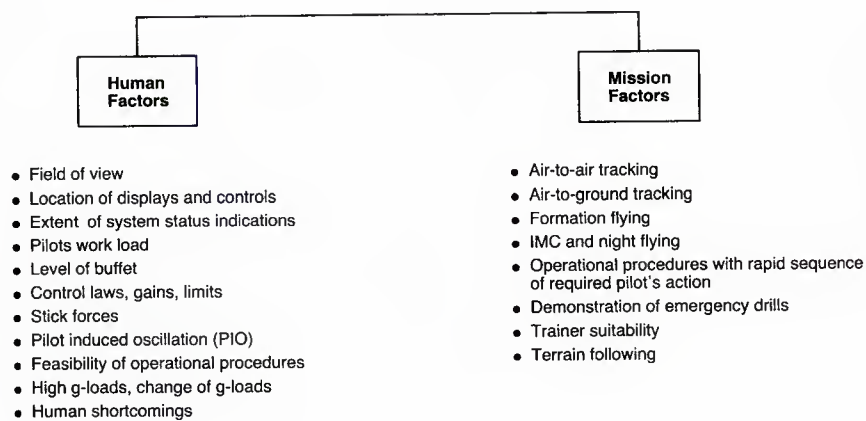 Human
Factors
Mission
Factors
• Field of view
• Location of displays and controls
• Extent of system status indications
• Pilots work load
• Level of buffet
• Control laws, gains, limits
• Stick forces
• Pilot induced oscillation (PIO)
• Feasibility of operational procedures
• High g-loads, change of g-loads
• Human shortcomings
• Air-to-air tracking
• Air-to-ground tracking
• Formation flying
• IMC and night flying
• Operational procedures with rapid sequence
of required pilot's action
• Demonstration of emergency drills
• Trainer suitability
• Terrain following